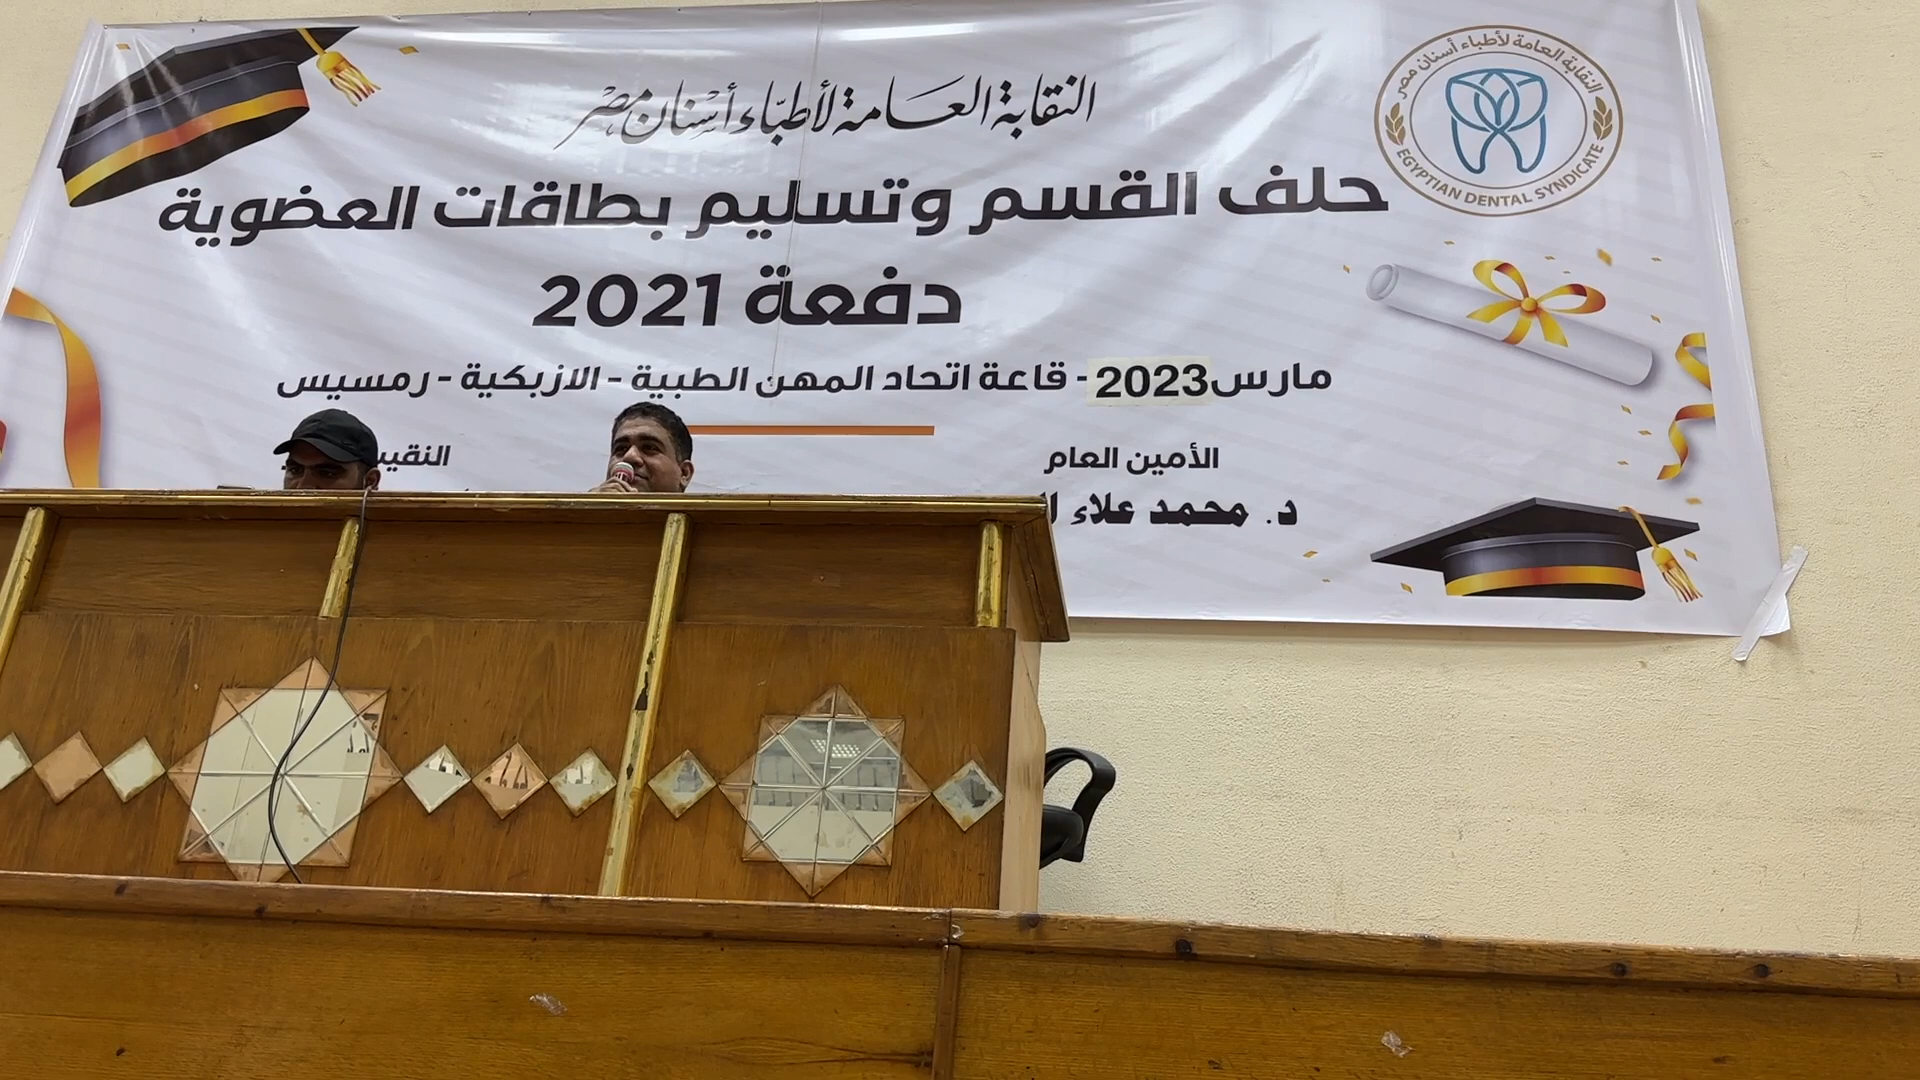 النقابة العامة لأطباء أسنان مصر
EGYPTIAN DENTAL SYNDICATE
النقابة العامة لأطباء أسنان مصر
حلف القسم وتسليم بطاقات العضوية
دفعة 2021
مارس 2023 - قاعة اتحاد المهن الطبية - الازبكية - رمسيس
الأمين العام
د. محمد علاء